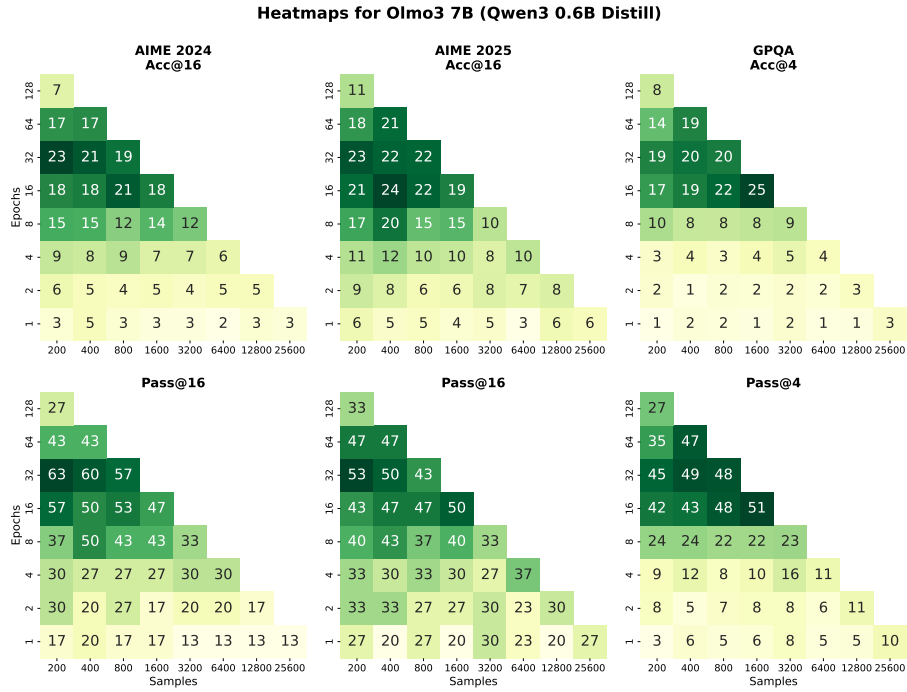 Heatmaps for Olmo3 7B (Qwen3 0.6B Distill)
AIME 2024
Acc@16
Epochs
128 7
64 17 17
32 23 21 19
16 18 18 21 18
8 15 15 12 14 12
4 9 8 9 7 7 6
2 6 5 4 5 4 5 5
1 3 5 3 3 3 2 3 3
200 400 800 1600 3200 6400 12800 25600
AIME 2025
Acc@16
128 11
64 18 21
32 23 22 22
16 21 24 22 19
8 17 20 15 15 10
4 11 12 10 10 8 10
2 9 8 6 6 8 7 8
1 6 5 5 4 5 3 6 6
200 400 800 1600 3200 6400 12800 25600
GPQA
Acc@4
128 8
64 14 19
32 19 20 20
16 17 19 22 25
8 10 8 8 8 9
4 3 4 3 4 5 4
2 2 1 2 2 2 2 3
1 1 2 2 1 2 1 1 3
200 400 800 1600 3200 6400 12800 25600
Pass@16
Epochs
128 27
64 43 43
32 63 60 57
16 57 50 53 47
8 37 50 43 43 33
4 30 27 27 27 30 30
2 30 20 27 17 20 20 17
1 17 20 17 17 13 13 13 13
200 400 800 1600 3200 6400 12800 25600
Samples
Pass@16
128 33
64 47 47
32 53 50 43
16 43 47 47 50
8 40 43 37 40 33
4 33 30 33 30 27 37
2 33 33 27 27 30 23 30
1 27 20 27 20 30 23 20 27
200 400 800 1600 3200 6400 12800 25600
Samples
Pass@4
128 27
64 35 47
32 45 49 48
16 42 43 48 51
8 24 24 22 22 23
4 9 12 8 10 16 11
2 8 5 7 8 8 6 11
1 3 6 5 6 8 5 5 10
200 400 800 1600 3200 6400 12800 25600
Samples